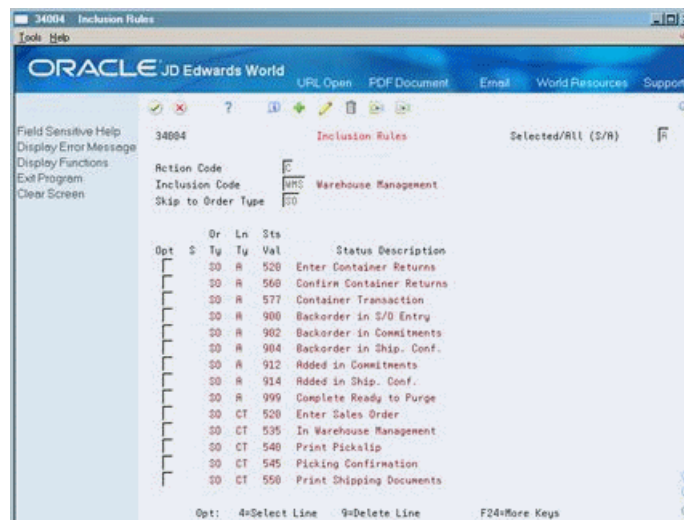 34004 Inclusion Rules
Tools Help
ORACLE JD Edwards World
URL Open PDF Document Email World Resources Support
Field Sensitive Help
Display Error Message
Display Functions
Exit Program
Clear Screen
34004 Inclusion Rules Selected/All (S/A) A
Action Code C
Inclusion Code WMS Warehouse Management
Skip to Order Type SO
Or Ln Sts
Opt S Ty Ty Val Status Description
SO A 520 Enter Container Returns
SO A 560 Confirm Container Returns
SO A 577 Container Transaction
SO A 900 Backorder in S/O Entry
SO A 902 Backorder in Commitments
SO A 904 Backorder in Ship. Conf.
SO A 912 Added in Commitments
SO A 914 Added in Ship. Conf.
SO A 999 Complete Ready to Purge
SO CT 520 Enter Sales Order
SO CT 535 In Warehouse Management
SO CT 540 Print Pickslip
SO CT 545 Picking Confirmation
SO CT 550 Print Shipping Documents
Opt: 4=Select Line 9=Delete Line F24=More Keys